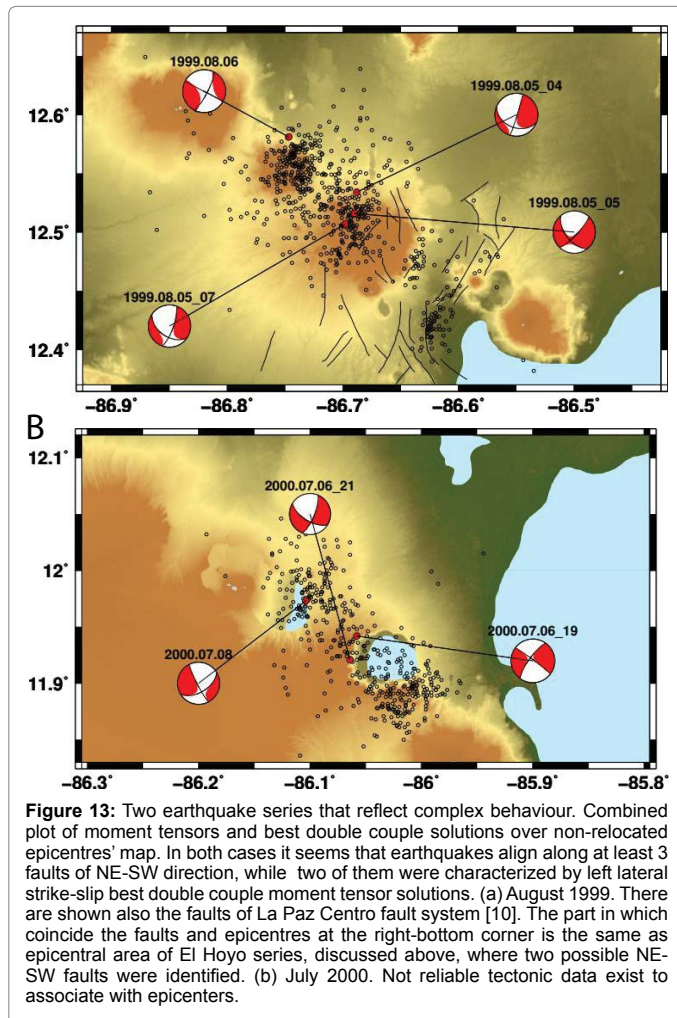 1999.08.06
12.6˚
1999.08.05_04
12.5˚
1999.08.05_05
1999.08.05_07
12.4˚
−86.9˚ −86.8˚ −86.7˚ −86.6˚ −86.5˚
B
12.1˚
2000.07.06_21
12˚
2000.07.06_19
2000.07.08
11.9˚
−86.3˚ −86.2˚ −86.1˚ −86˚ −85.9˚ −85.8˚
Figure 13: Two earthquake series that reflect complex behaviour. Combined
plot of moment tensors and best double couple solutions over non-relocated
epicentres' map. In both cases it seems that earthquakes align along at least 3
faults of NE-SW direction, while two of them were characterized by left lateral
strike-slip best double couple moment tensor solutions. (a) August 1999. There
are shown also the faults of La Paz Centro fault system [10]. The part in which
coincide the faults and epicentres at the right-bottom corner is the same as
epicentral area of El Hoyo series, discussed above, where two possible NE-
SW faults were identified. (b) July 2000. Not reliable tectonic data exist to
associate with epicenters.